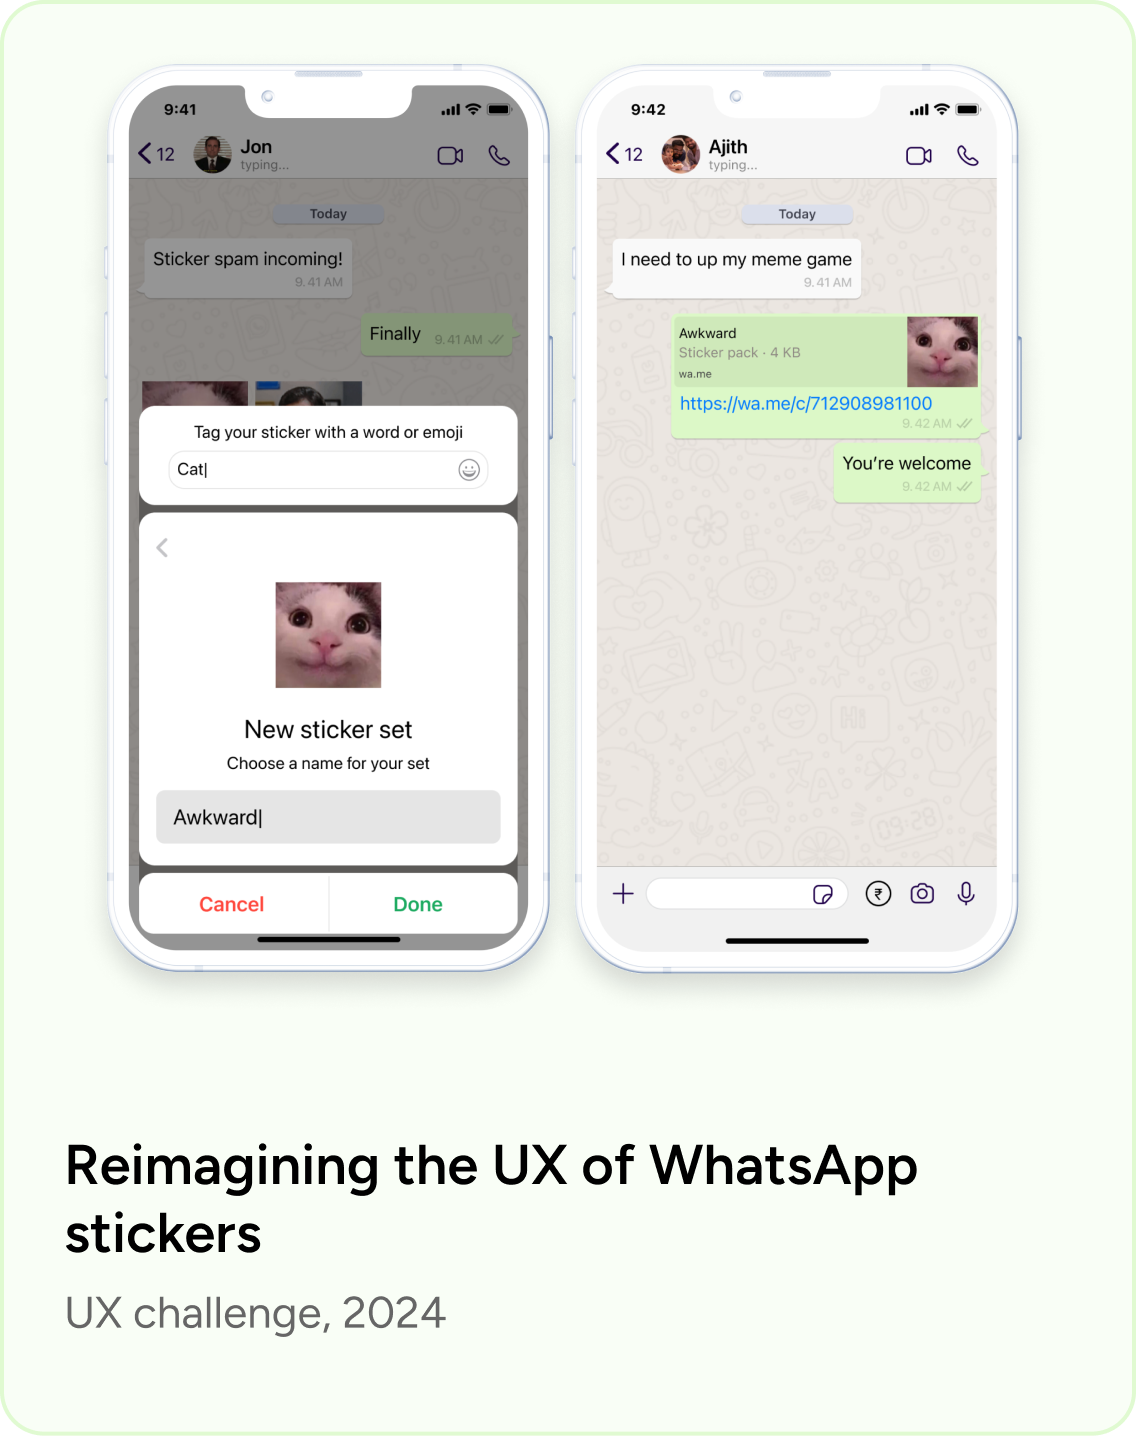 9:41
12
Jon
typing...
Today
Sticker spam incoming!
9.41 AM
Finally
9.41 AM
Tag your sticker with a word or emoji
Cat|
New sticker set
Choose a name for your set
Awkward|
Cancel
Done
9:42
12
Ajith
typing...
Today
I need to up my meme game
9.41 AM
Awkward
Sticker pack · 4 KB
wa.me
https://wa.me/c/712908981100
9.42 AM
You’re welcome
9.42 AM
Hi
09:28
₹
Reimagining the UX of WhatsApp
stickers
UX challenge, 2024